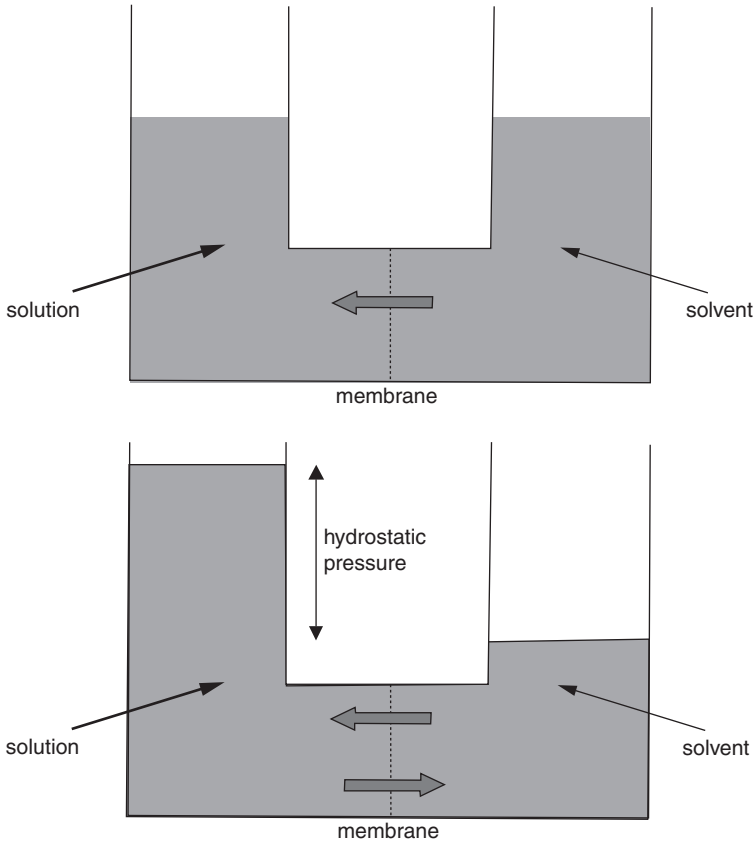 solution
solvent
membrane
hydrostatic
pressure
solution
solvent
membrane